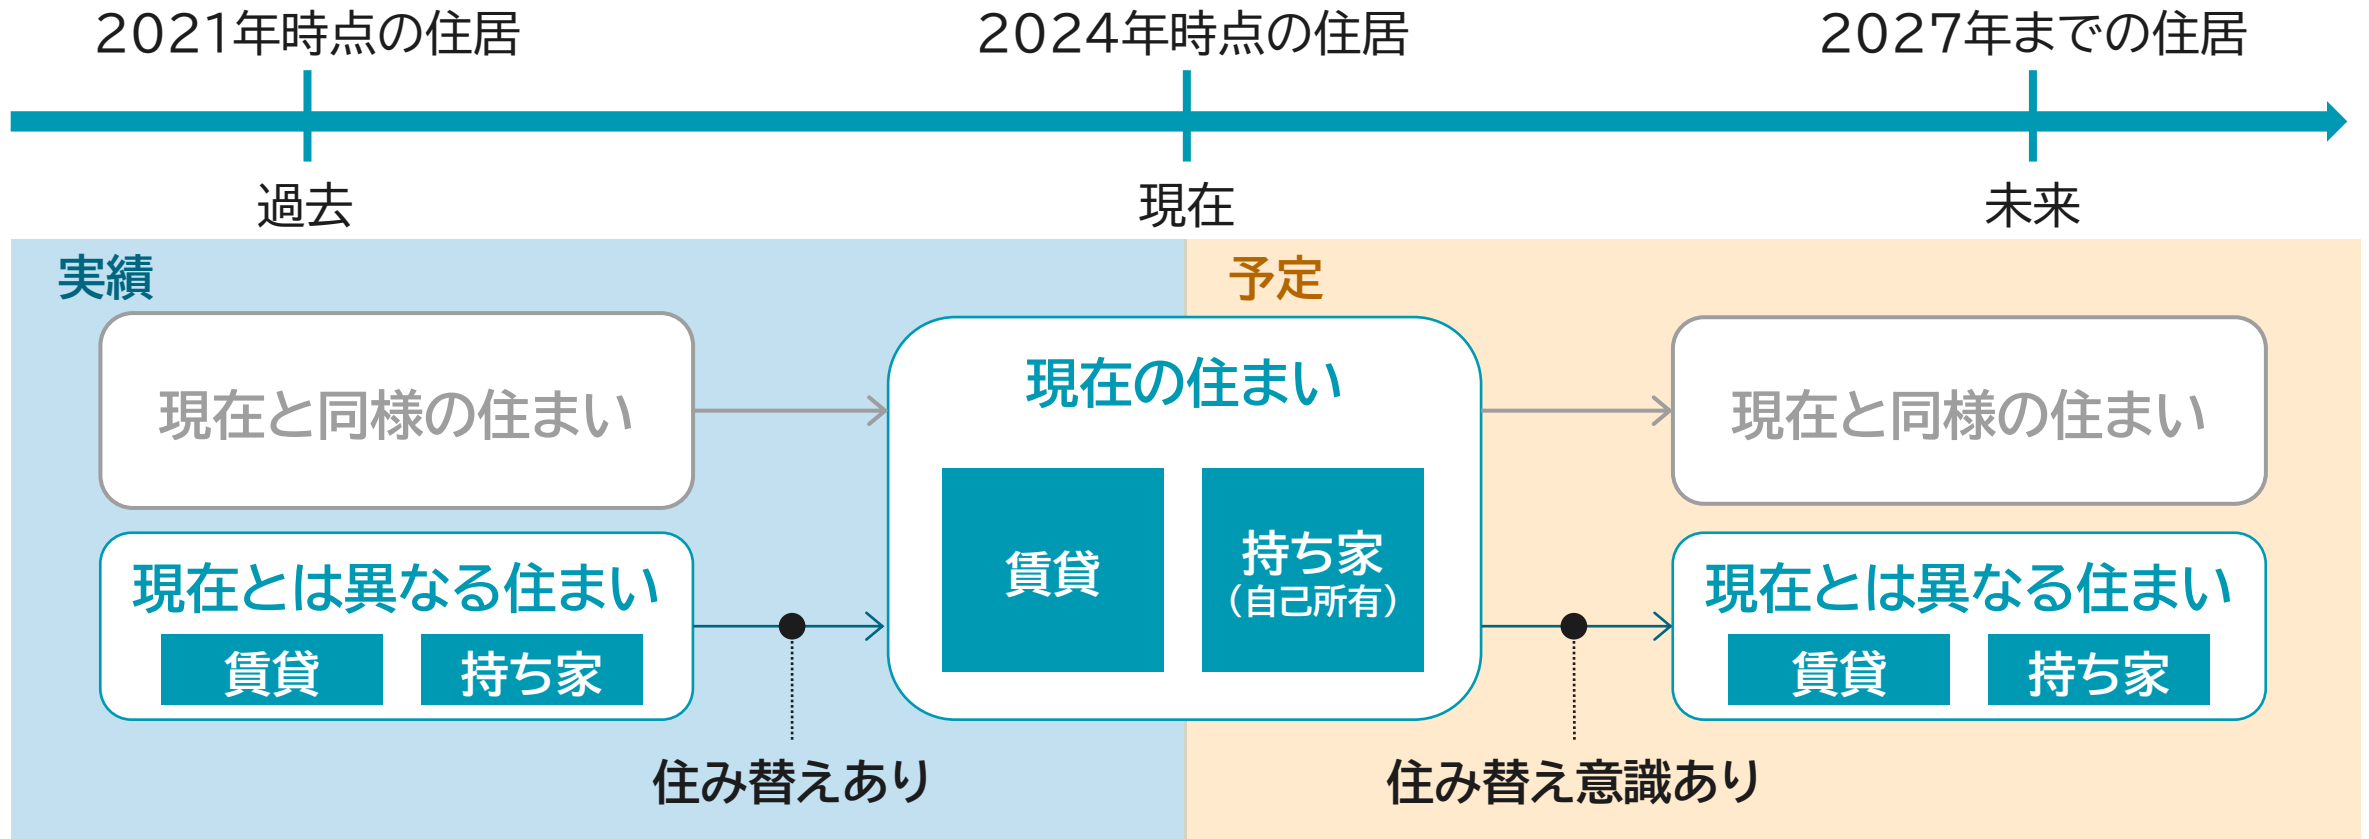 2021年時点の住居
2024年時点の住居
2027年までの住居
過去
現在
未来
実績
予定
現在と同様の住まい
現在とは異なる住まい
賃貸
持ち家
現在の住まい
賃貸
持ち家
（自己所有）
現在と同様の住まい
現在とは異なる住まい
賃貸
持ち家
住み替えあり
住み替え意識あり